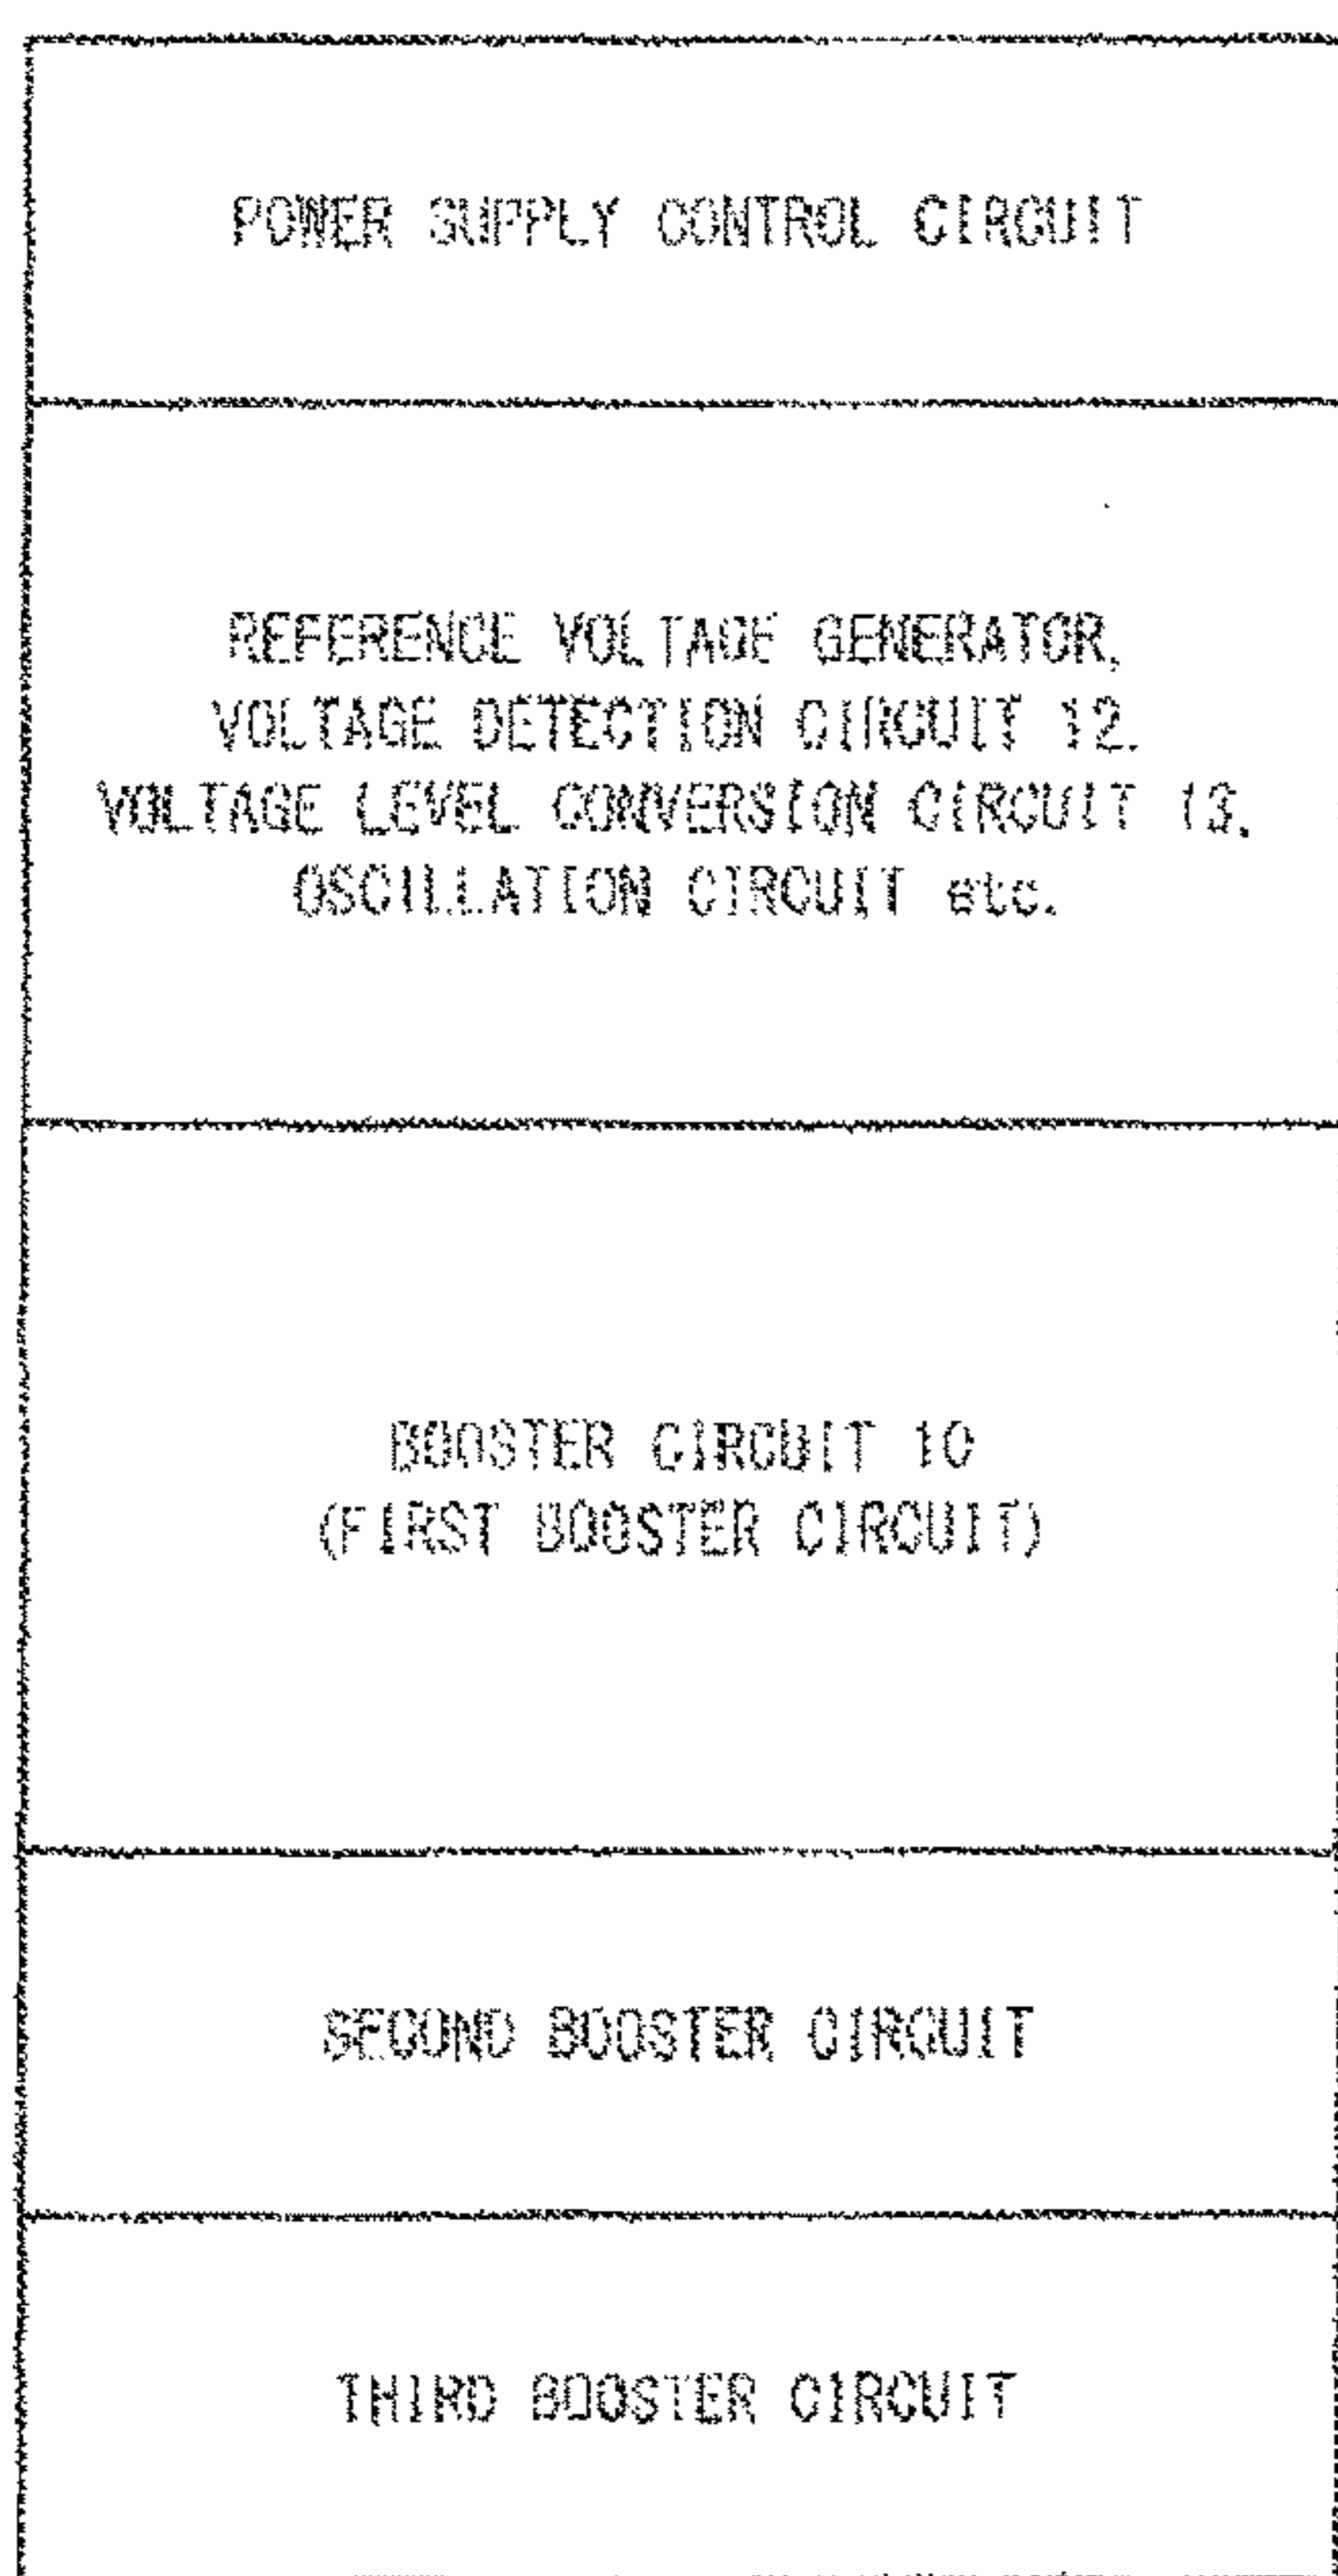 POWER SUPPLY CONTROL CIRCUIT
REFERENCE VOLTAGE GENERATOR,
VOLTAGE DETECTION CIRCUIT 12,
VOLTAGE LEVEL CONVERSION CIRCUIT 13,
OSCILLATION CIRCUIT etc.
BOOSTER CIRCUIT 10
(FIRST BOOSTER CIRCUIT)
SECOND BOOSTER CIRCUIT
THIRD BOOSTER CIRCUIT